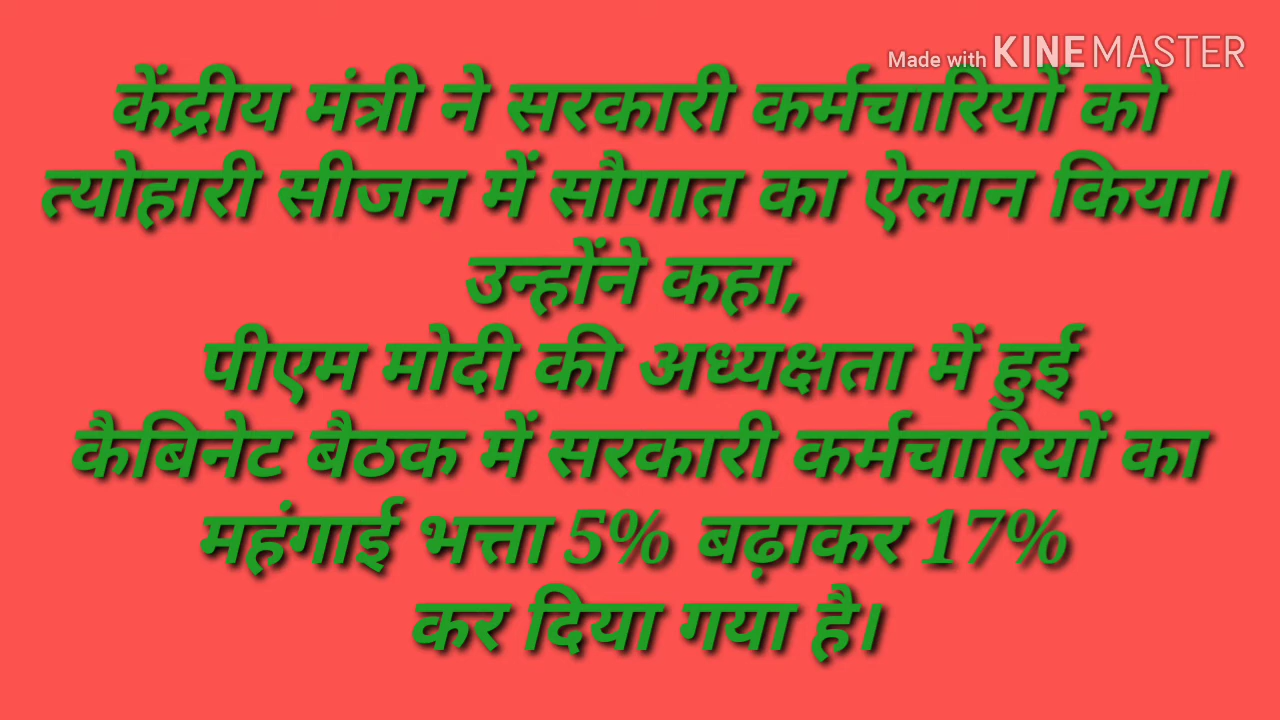 Made with KINEMASTER
केंद्रीय मंत्री ने सरकारी कर्मचारियों को
त्योहारी सीजन में सौगात का ऐलान किया।
उन्होंने कहा,
पीएम मोदी की अध्यक्षता में हुई
कैबिनेट बैठक में सरकारी कर्मचारियों का
महंगाई भत्ता 5% बढ़ाकर 17%
कर दिया गया है।